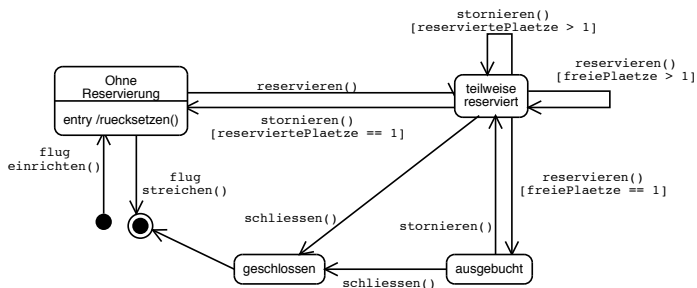 stornieren()
[reserviertePlaetze > 1]
reservieren()
[freiePlaetze > 1]
Ohne
Reservierung
entry /ruecksetzen()
reservieren()
teilweise
reserviert
stornieren()
[reserviertePlaetze == 1]
flug
einrichten()
flug
streichen()
reservieren()
[freiePlaetze == 1]
schliessen()
stornieren()
geschlossen
ausgebucht
schliessen()